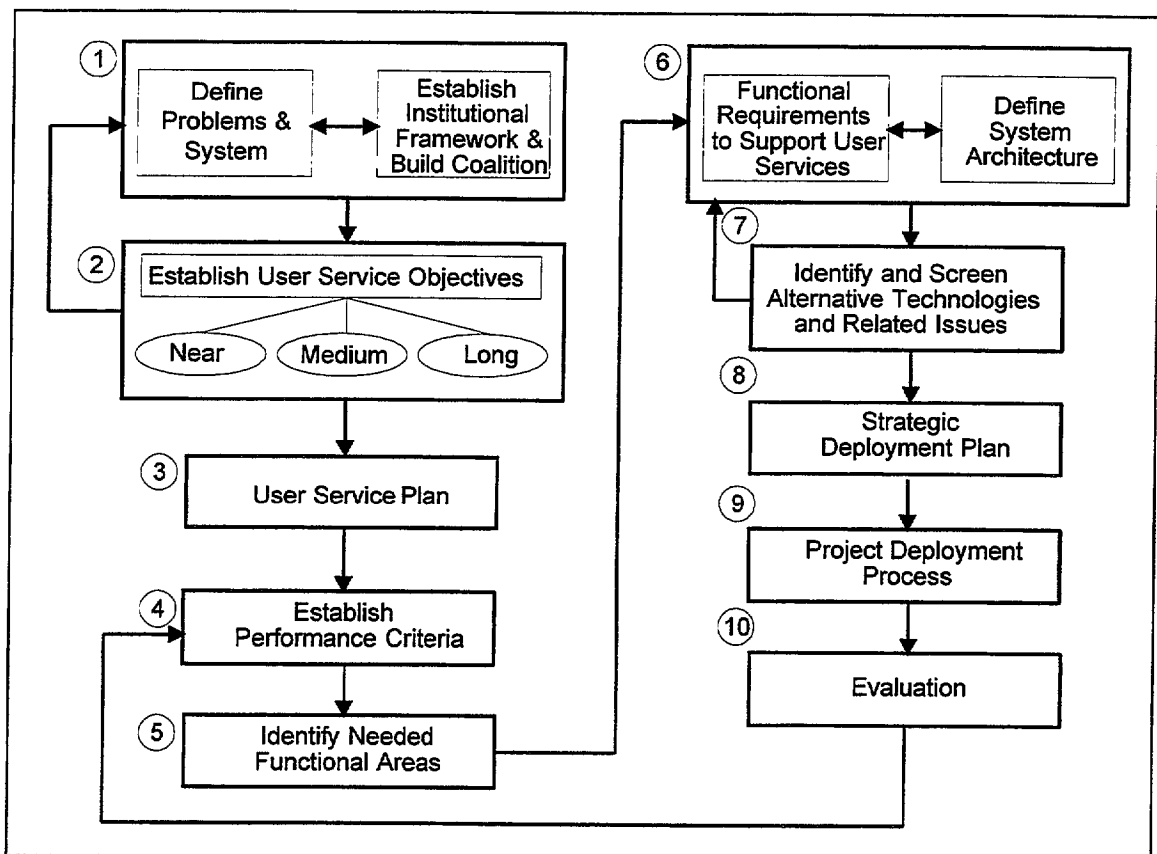 1
Define
Problems &
System
Establish
Institutional
Framework &
Build Coalition
2
Establish User Service Objectives
Near
Medium
Long
3
User Service Plan
4
Establish
Performance Criteria
5
Identify Needed
Functional Areas
6
Functional
Requirements
to Support User
Services
Define
System
Architecture
7
Identify and Screen
Alternative Technologies
and Related Issues
8
Strategic
Deployment Plan
9
Project Deployment
Process
10
Evaluation